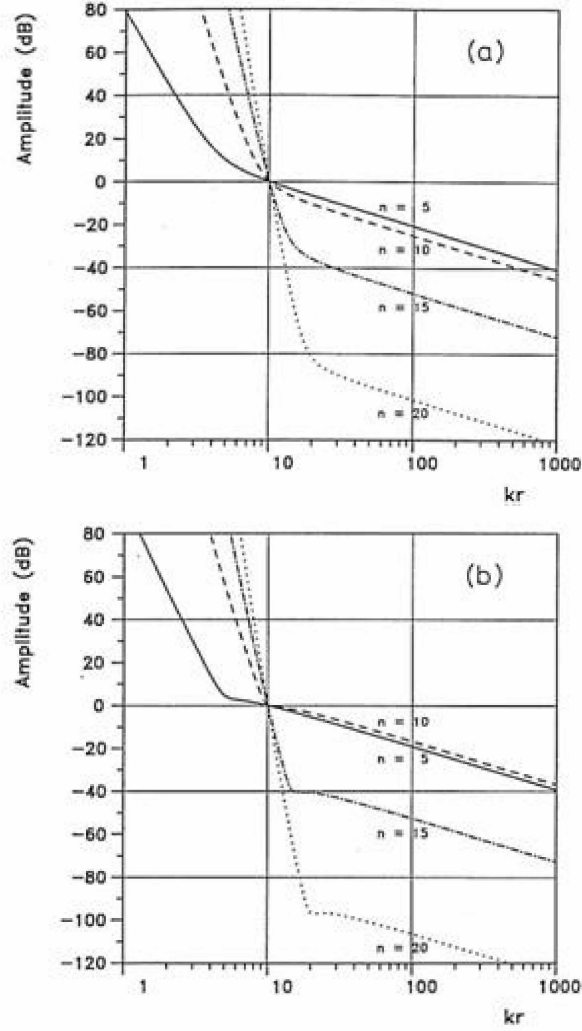 80
60
40
20
0
-20
-40
-60
-80
-100
-120
Amplitude (dB)
(a)
n = 5
n = 10
n = 15
n = 20
1
10
100
1000
kr
80
60
40
20
0
-20
-40
-60
-80
-100
-120
Amplitude (dB)
(b)
n = 10
n = 5
n = 15
n = 20
1
10
100
1000
kr